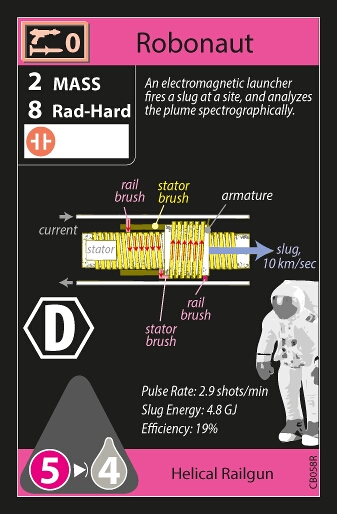 0
Robonaut
2 MASS
8 Rad-Hard
An electromagnetic launcher
fires a slug at a site, and analyzes
the plume spectrographically.
rail
brush
stator
brush
armature
current
stator
slug,
10 km/sec
rail
brush
stator
brush
D
Pulse Rate: 2.9 shots/min
Slug Energy: 4.8 GJ
Efficiency: 19%
5 4
Helical Railgun
CB058R